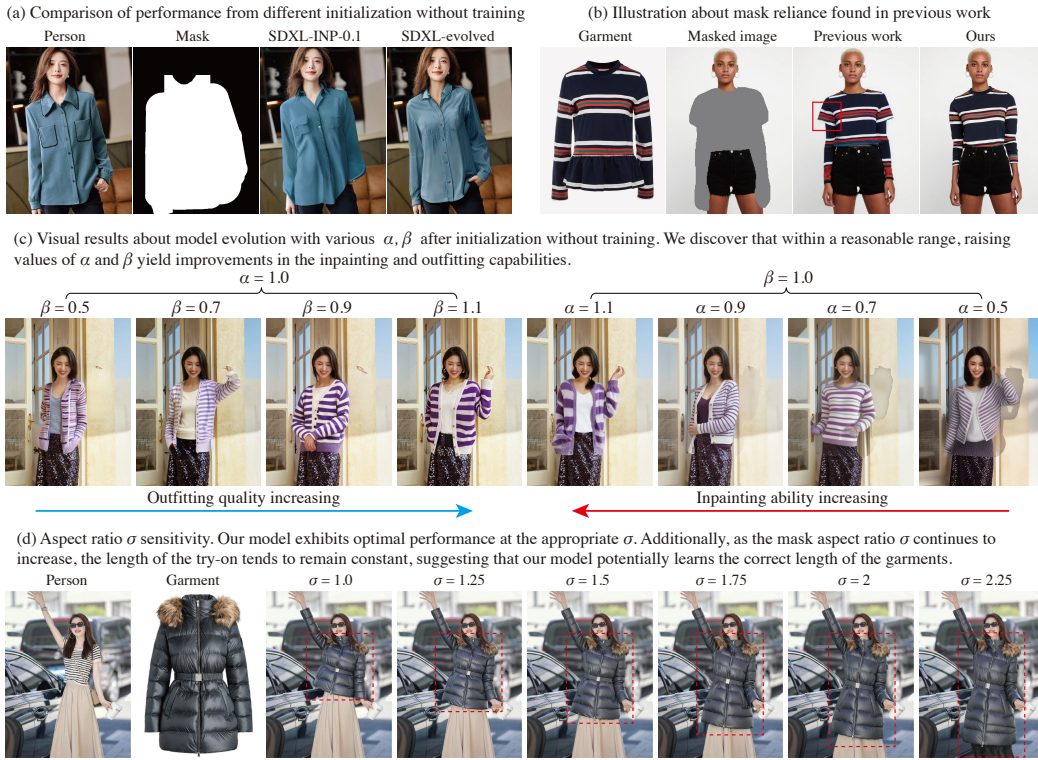 (a) Comparison of performance from different initialization without training
(b) Illustration about mask reliance found in previous work
Person Mask SDXL-INP-0.1 SDXL-evolved
Garment Masked image Previous work Ours
(c) Visual results about model evolution with various α, β after initialization without training. We discover that within a reasonable range, raising
values of α and β yield improvements in the inpainting and outfitting capabilities.
α = 1.0
β = 1.0
β = 0.5 β = 0.7 β = 0.9 β = 1.1 α = 1.1 α = 0.9 α = 0.7 α = 0.5
Outfitting quality increasing
Inpainting ability increasing
(d) Aspect ratio σ sensitivity. Our model exhibits optimal performance at the appropriate σ. Additionally, as the mask aspect ratio σ continues to
increase, the length of the try-on tends to remain constant, suggesting that our model potentially learns the correct length of the garments.
Person Garment σ = 1.0 σ = 1.25 σ = 1.5 σ = 1.75 σ = 2 σ = 2.25